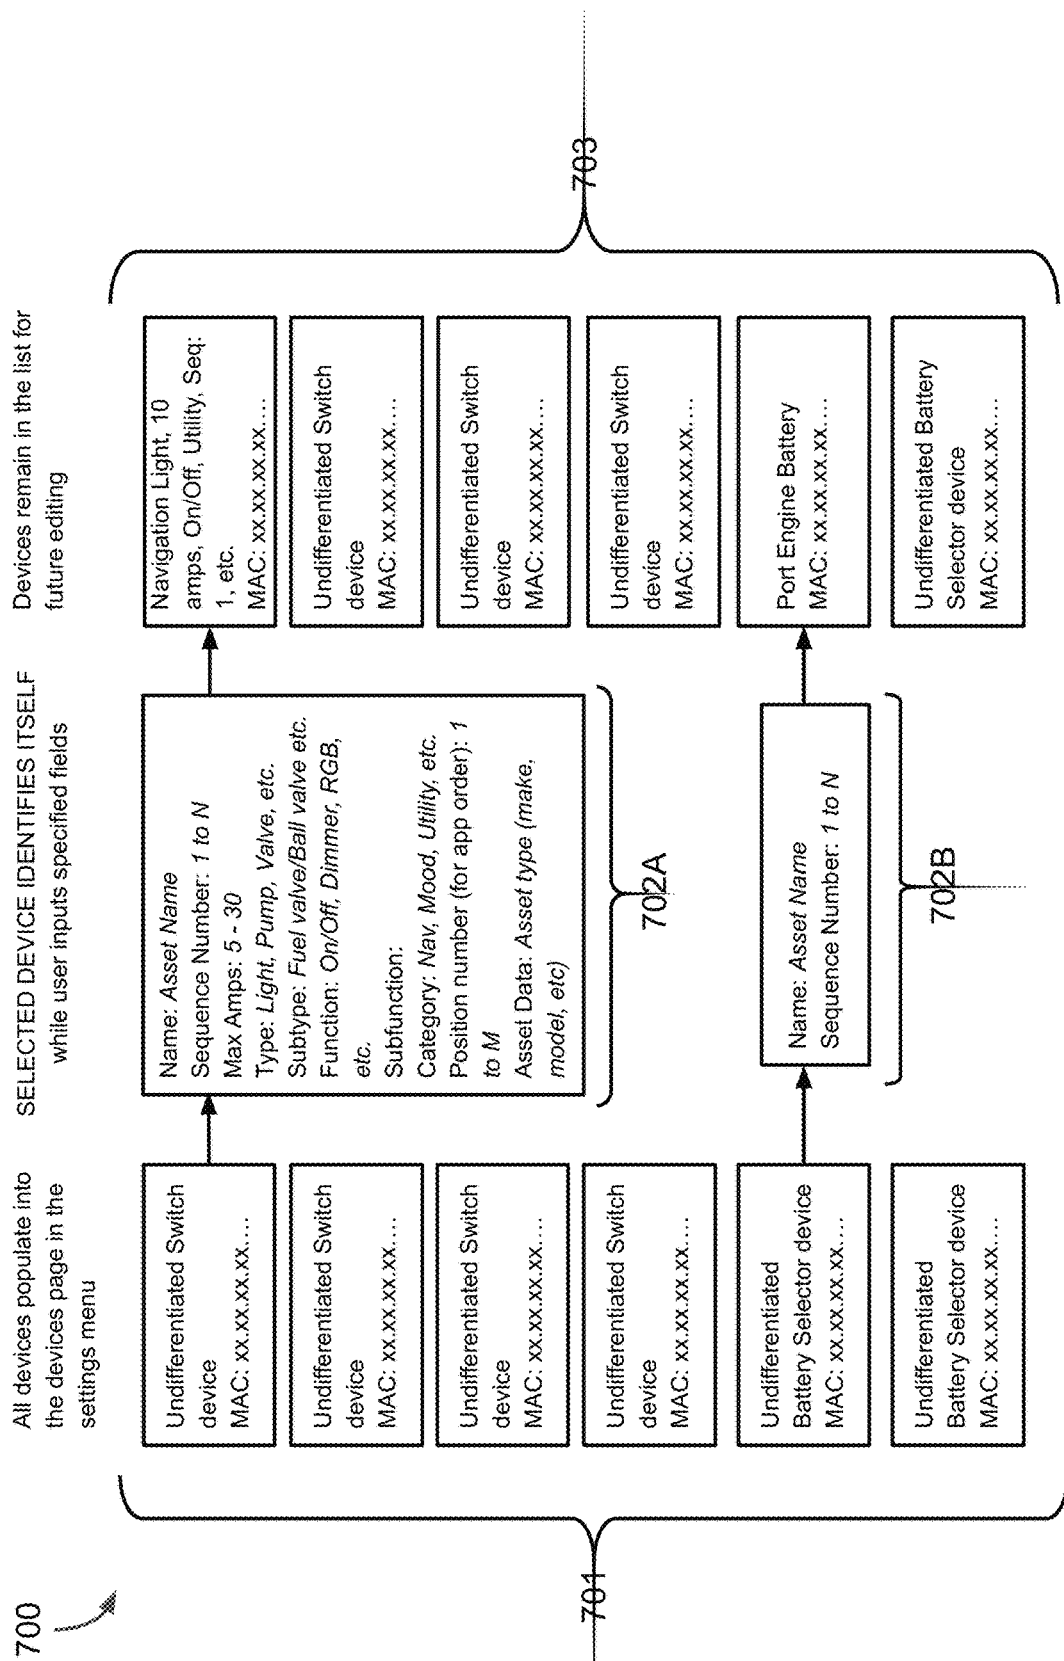 700
All devices populate into
the devices page in the
settings menu
701
Undifferentiated Switch
device
MAC: xx.xx.xx.xx....
Undifferentiated Switch
device
MAC: xx.xx.xx.xx....
Undifferentiated Switch
device
MAC: xx.xx.xx.xx....
Undifferentiated Switch
device
MAC: xx.xx.xx.xx....
Undifferentiated
Battery Selector device
MAC: xx.xx.xx.xx....
Undifferentiated
Battery Selector device
MAC: xx.xx.xx.xx....
SELECTED DEVICE IDENTIFIES ITSELF
while user inputs specified fields
Name: Asset Name
Sequence Number: 1 to N
Max Amps: 5 - 30
Type: Light, Pump, Valve, etc.
Subtype: Fuel valve/Ball valve etc.
Function: On/Off, Dimmer, RGB,
etc.
Subfunction:
Category: Nav, Mood, Utility, etc.
Position number (for app order): 1
to M
Asset Data: Asset type (make,
model, etc)
702A
Name: Asset Name
Sequence Number: 1 to N
702B
Devices remain in the list for
future editing
Navigation Light, 10
amps, On/Off, Utility, Seq:
1, etc.
MAC: xx.xx.xx.xx....
Undifferentiated Switch
device
MAC: xx.xx.xx.xx....
Undifferentiated Switch
device
MAC: xx.xx.xx.xx....
Undifferentiated Switch
device
MAC: xx.xx.xx.xx....
Port Engine Battery
MAC: xx.xx.xx.xx....
Undifferentiated Battery
Selector device
MAC: xx.xx.xx.xx....
703